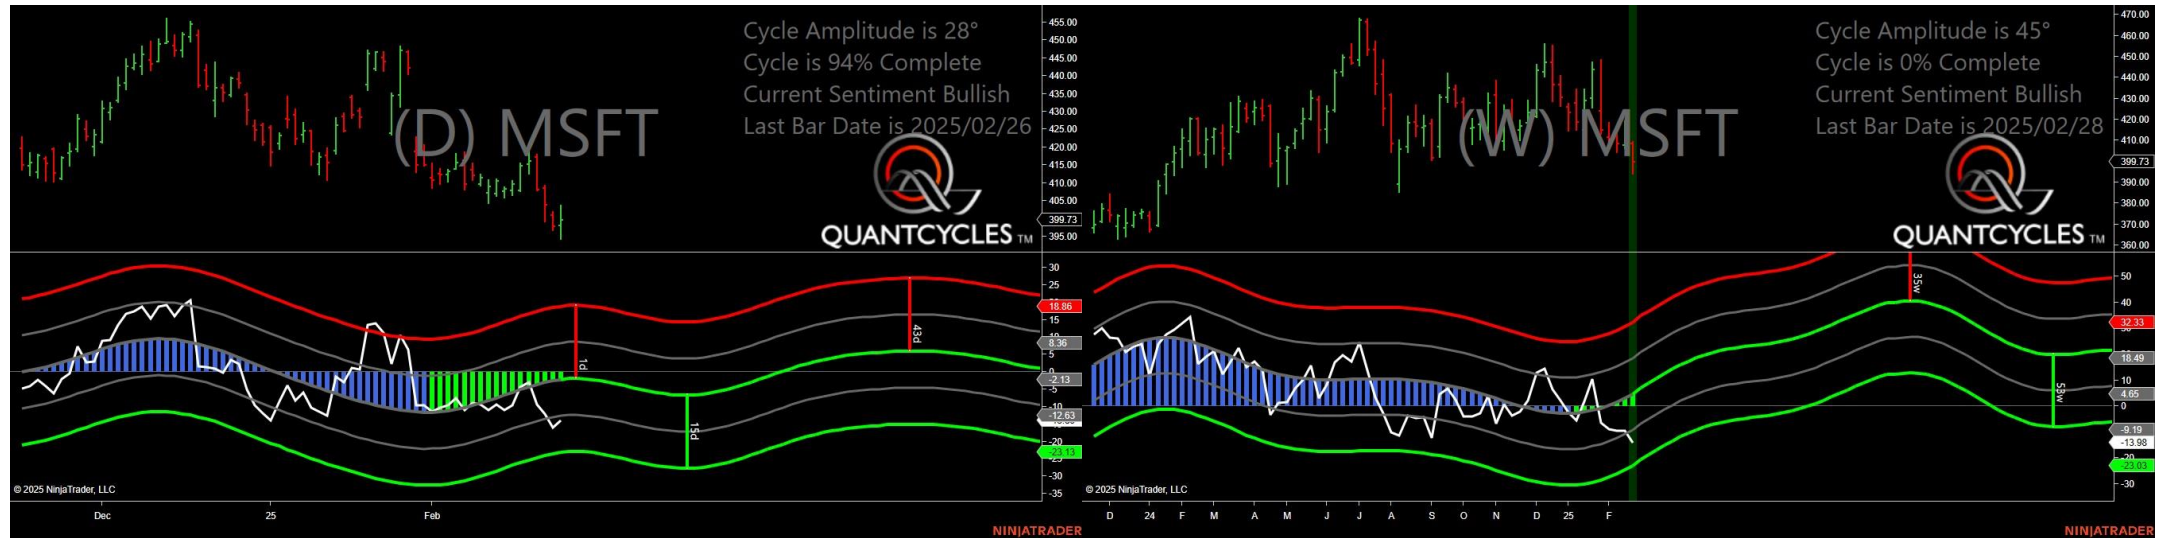 Cycle Amplitude is 28°
Cycle is 94% Complete
Current Sentiment Bullish
Last Bar Date is 2025/02/26
(D) MSFT
QUANTCYCLES TM
455.00
450.00
445.00
440.00
435.00
430.00
425.00
420.00
415.00
410.00
405.00
399.73
395.00
30
25
18.86
15
8.36
5
0
-2.13
-5
-10
-12.63
-20
-23.13
-30
-35
1d
15d
43d
© 2025 NinjaTrader, LLC
Dec
25
Feb
NINJATRADER
Cycle Amplitude is 45°
Cycle is 0% Complete
Current Sentiment Bullish
Last Bar Date is 2025/02/28
(W) MSFT
QUANTCYCLES TM
470.00
460.00
450.00
440.00
430.00
420.00
410.00
399.73
390.00
380.00
370.00
360.00
50
40
32.33
18.49
10
4.65
0
-9.19
-13.98
-20
-23.03
-30
35w
53w
© 2025 NinjaTrader, LLC
D
24
F
M
A
M
J
J
A
S
O
N
D
25
F
NINJATRADER